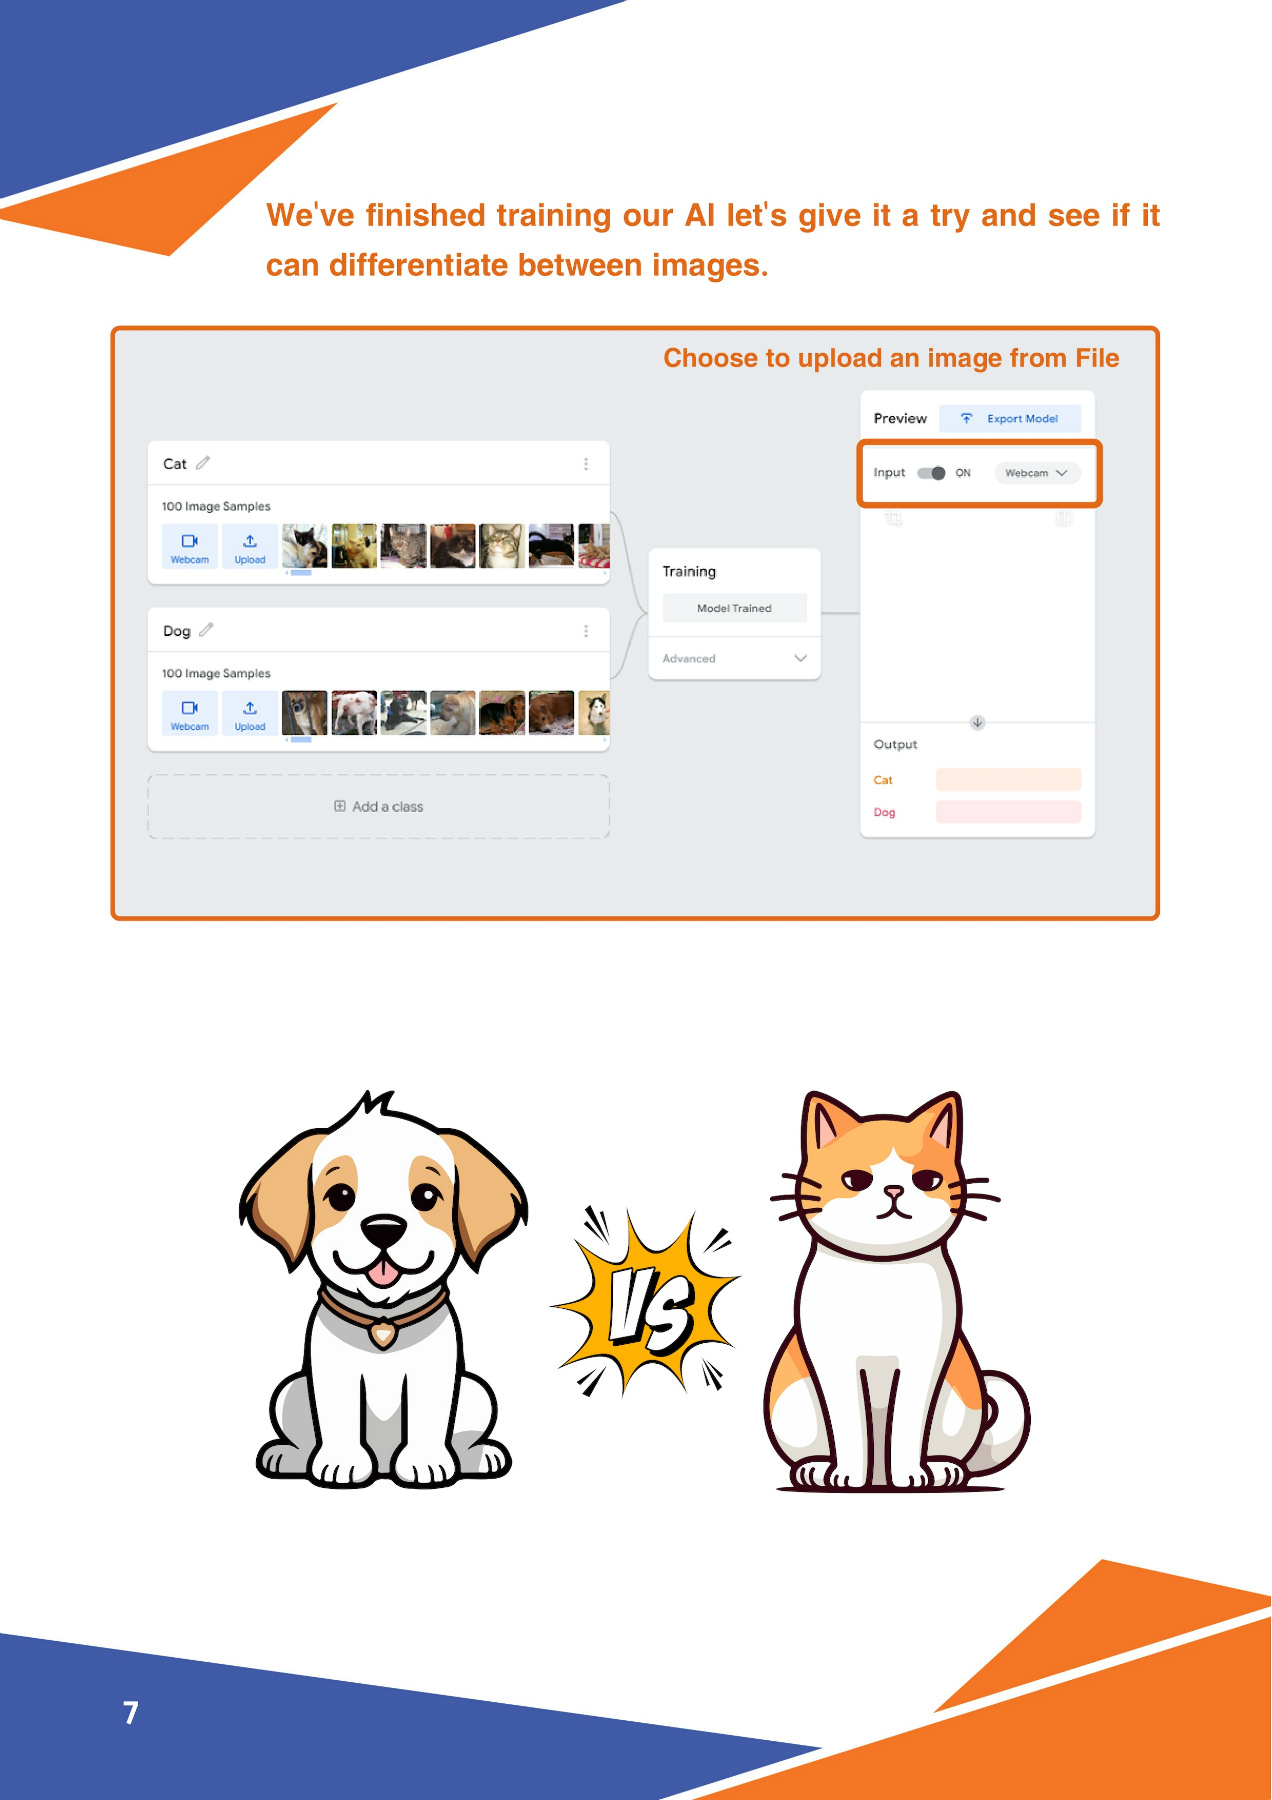 We've finished training our AI let's give it a try and see if it
can differentiate between images.
Choose to upload an image from File
Preview
Export Model
Input
ON
Webcam
Cat
100 Image Samples
Webcam
Upload
Training
Model Trained
Advanced
Dog
100 Image Samples
Webcam
Upload
Add a class
Output
Cat
Dog
VS
7